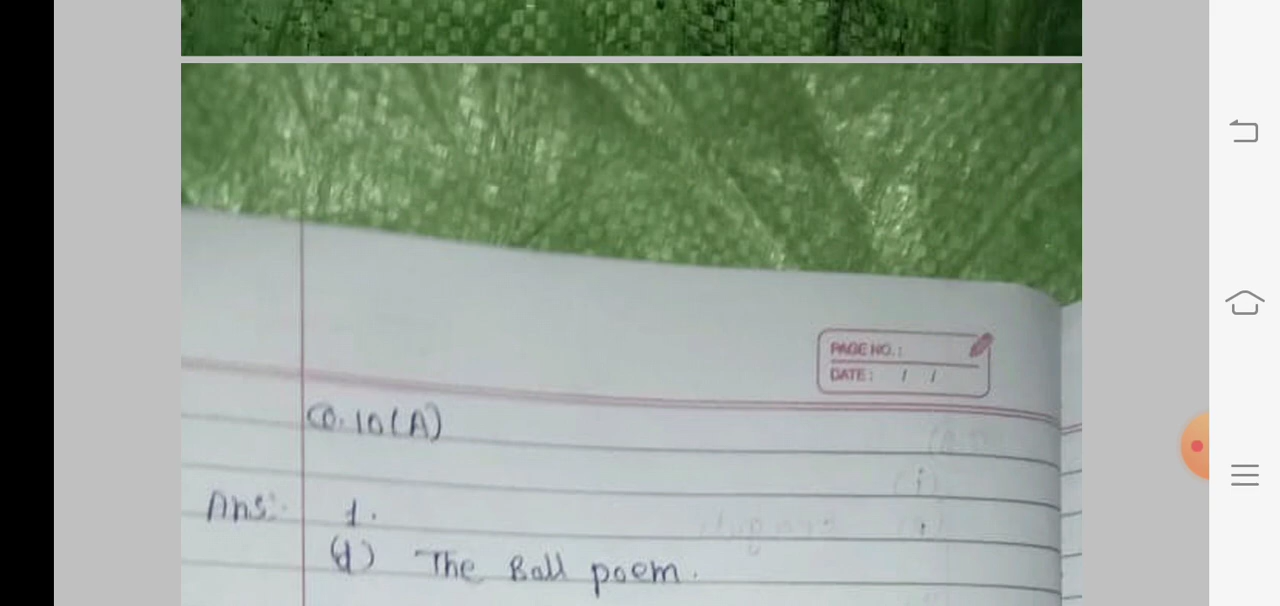 PAGE NO.:
DATE: / /
Q.10(A)
Ans:- 1.
(d) The Ball poem.